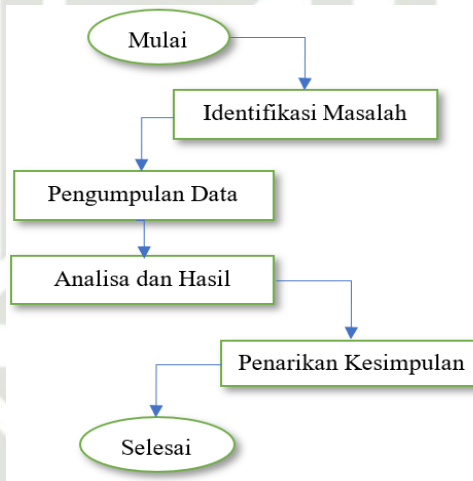 Mulai
Identifikasi Masalah
Pengumpulan Data
Analisa dan Hasil
Penarikan Kesimpulan
Selesai